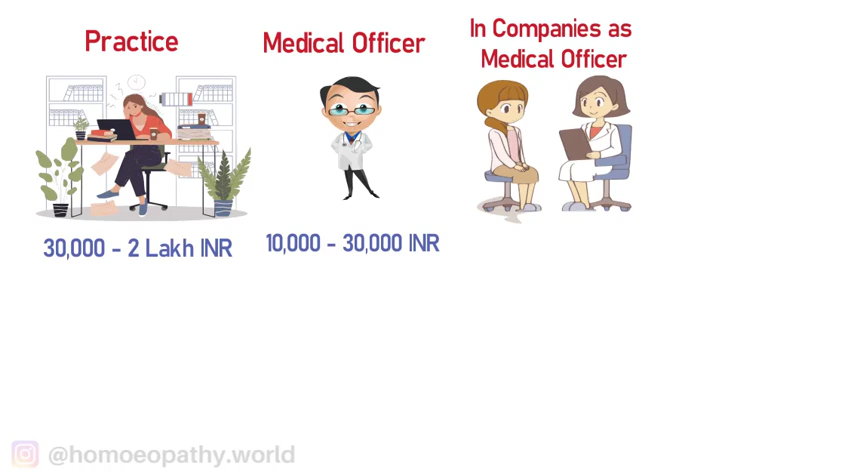 Practice
Medical Officer
In Companies as
Medical Officer
30,000 - 2 Lakh INR
10,000 - 30,000 INR
@homoeopathy.world